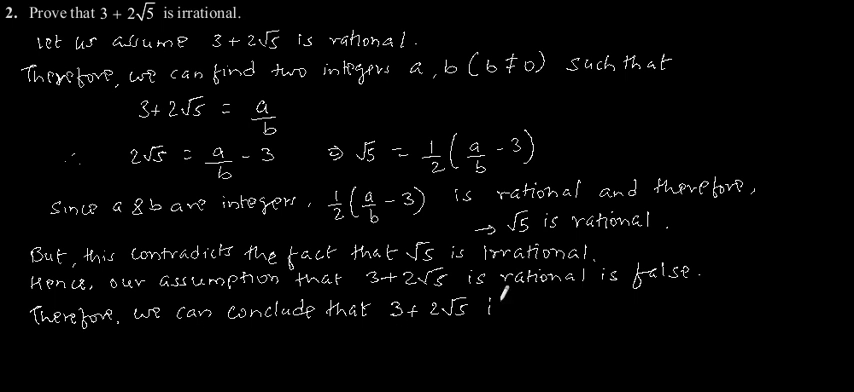 2. Prove that 3 + 2√5 is irrational.
Let us assume 3 + 2√5 is rational.
Therefore, we can find two integers a, b (b ≠ 0) such that
3 + 2√5 = a/b
∴ 2√5 = a/b - 3 ⇒ √5 = 1/2 (a/b - 3)
Since a & b are integers, 1/2 (a/b - 3) is rational and therefore,
→ √5 is rational.
But, this contradicts the fact that √5 is Irrational.
Hence, our assumption that 3 + 2√5 is rational is false.
Therefore, we can conclude that 3 + 2√5 i